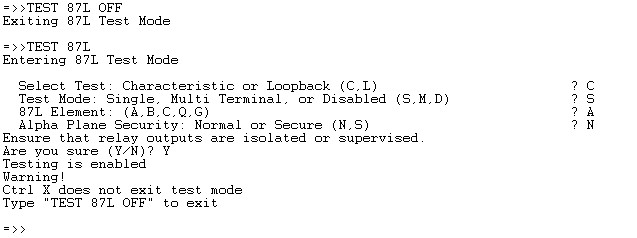 =>>TEST 87L OFF
Exiting 87L Test Mode
=>>TEST 87L
Entering 87L Test Mode
Select Test: Characteristic or Loopback (C,L) ? C
Test Mode: Single, Multi Terminal, or Disabled (S,M,D) ? S
87L Element: (A,B,C,Q,G) ? A
Alpha Plane Security: Normal or Secure (N,S) ? N
Ensure that relay outputs are isolated or supervised.
Are you sure (Y/N)? Y
Testing is enabled
Warning!
Ctrl X does not exit test mode
Type "TEST 87L OFF" to exit
=>>